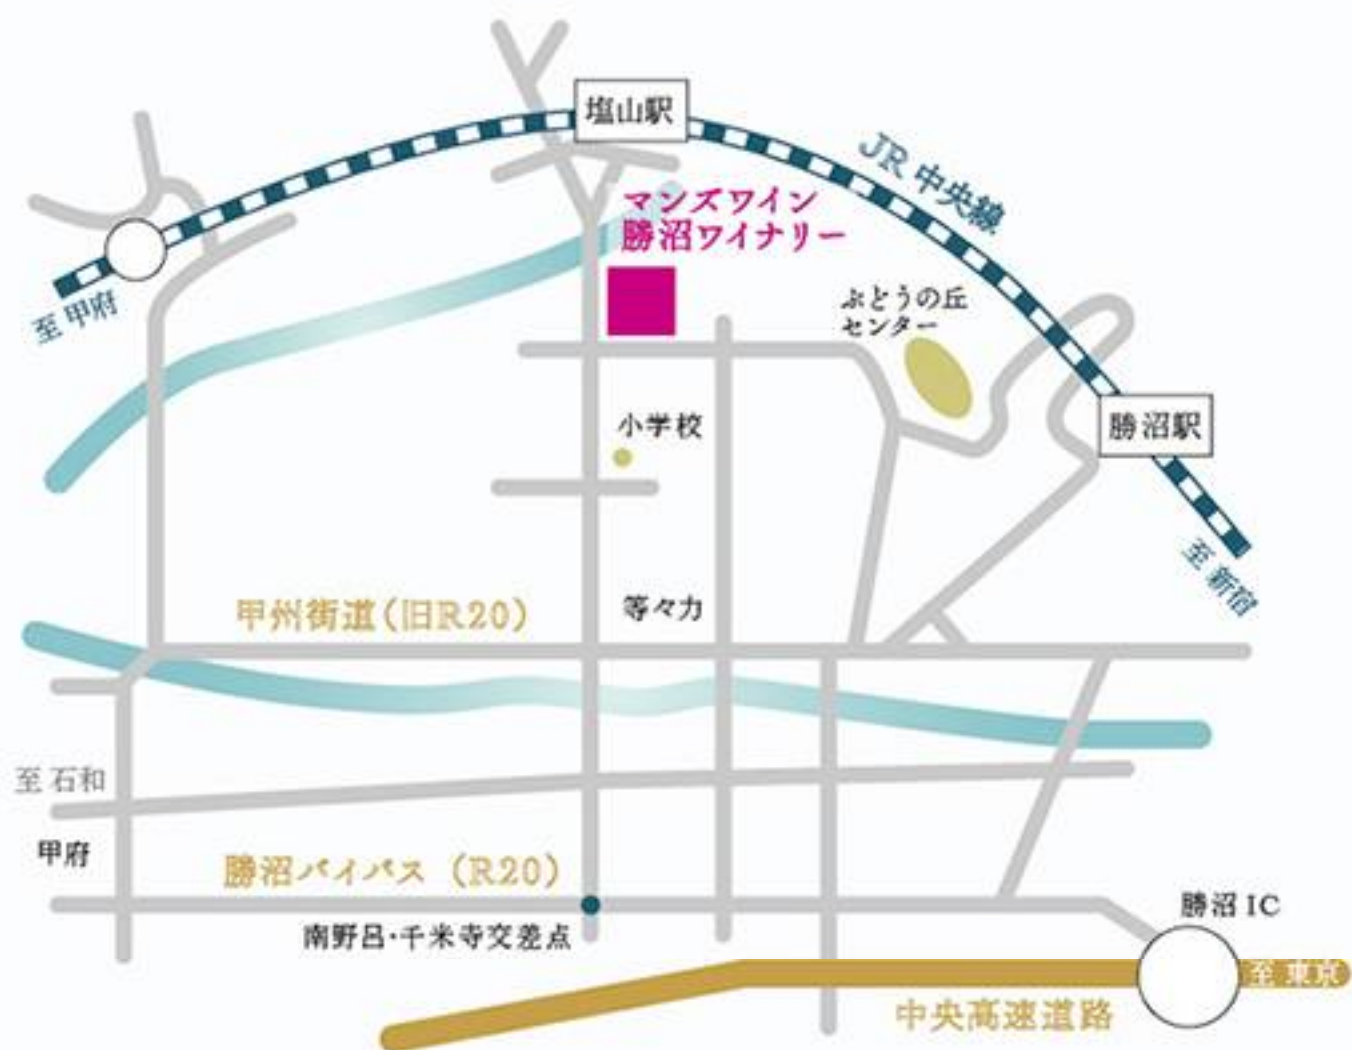 塩山駅
JR 中央線
マンズワイン
勝沼ワイナリー
至 甲府
ぶどうの丘
センター
小学校
勝沼駅
至 新宿
甲州街道(旧R20)
等々力
至 石和
甲府
勝沼バイパス (R20)
南野呂・千米寺交差点
勝沼 IC
至 東京
中央高速道路